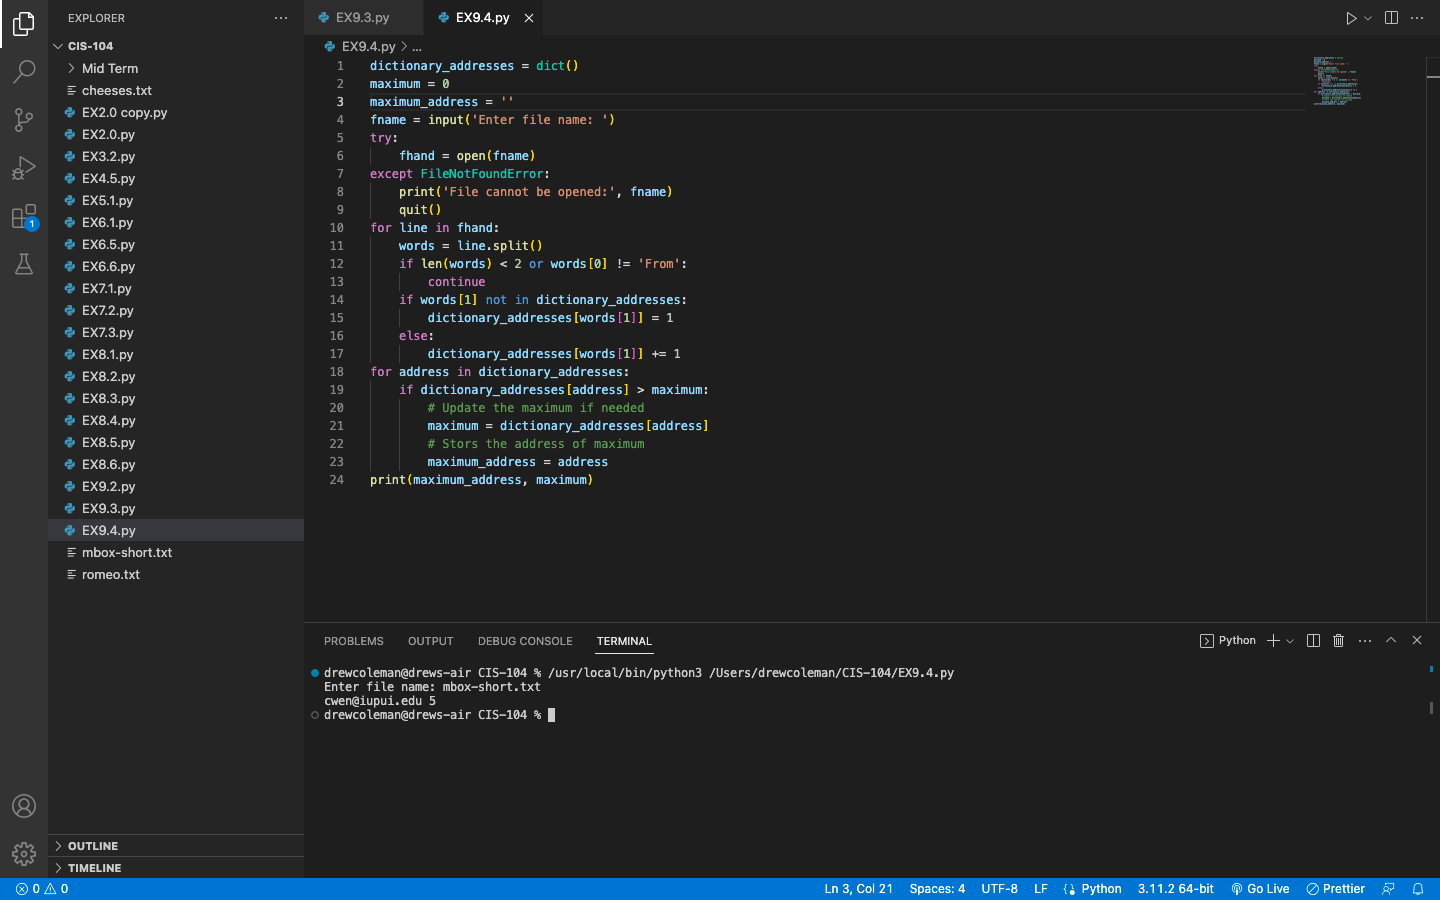 EXPLORER
CIS-104
Mid Term
cheeses.txt
EX2.0 copy.py
EX2.0.py
EX3.2.py
EX4.5.py
EX5.1.py
EX6.1.py
EX6.5.py
EX6.6.py
EX7.1.py
EX7.2.py
EX7.3.py
EX8.1.py
EX8.2.py
EX8.3.py
EX8.4.py
EX8.5.py
EX8.6.py
EX9.2.py
EX9.3.py
EX9.4.py
mbox-short.txt
romeo.txt
OUTLINE
TIMELINE
1
EX9.3.py EX9.4.py
EX9.4.py > ...
1 dictionary_addresses = dict()
2 maximum = 0
3 maximum_address = ''
4 fname = input('Enter file name: ')
5 try:
6     fhand = open(fname)
7 except FileNotFoundError:
8     print('File cannot be opened:', fname)
9     quit()
10 for line in fhand:
11     words = line.split()
12     if len(words) < 2 or words[0] != 'From':
13         continue
14     if words[1] not in dictionary_addresses:
15         dictionary_addresses[words[1]] = 1
16     else:
17         dictionary_addresses[words[1]] += 1
18 for address in dictionary_addresses:
19     if dictionary_addresses[address] > maximum:
20         # Update the maximum if needed
21         maximum = dictionary_addresses[address]
22         # Stors the address of maximum
23         maximum_address = address
24 print(maximum_address, maximum)
PROBLEMS OUTPUT DEBUG CONSOLE TERMINAL Python
drewcoleman@drews-air CIS-104 % /usr/local/bin/python3 /Users/drewcoleman/CIS-104/EX9.4.py
Enter file name: mbox-short.txt
cwen@iupui.edu 5
drewcoleman@drews-air CIS-104 %
0 0 Ln 3, Col 21 Spaces: 4 UTF-8 LF Python 3.11.2 64-bit Go Live Prettier